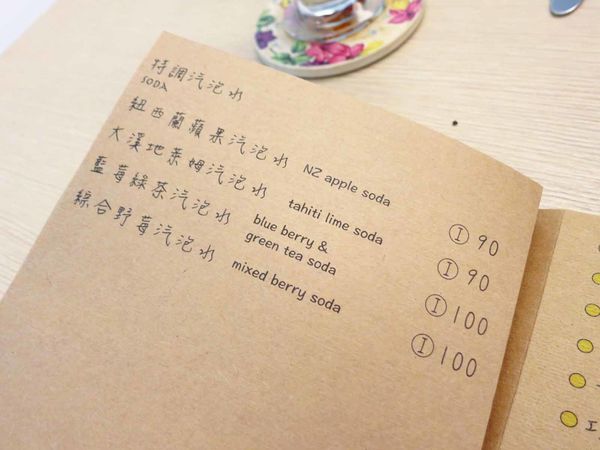 特調汽泡水
SODA
紐西蘭蘋果汽泡水 NZ apple soda Ⓘ 90
大溪地萊姆汽泡水 tahiti lime soda Ⓘ 90
藍莓綠茶汽泡水 blue berry &
green tea soda Ⓘ 100
綜合野莓汽泡水 mixed berry soda Ⓘ 100
I